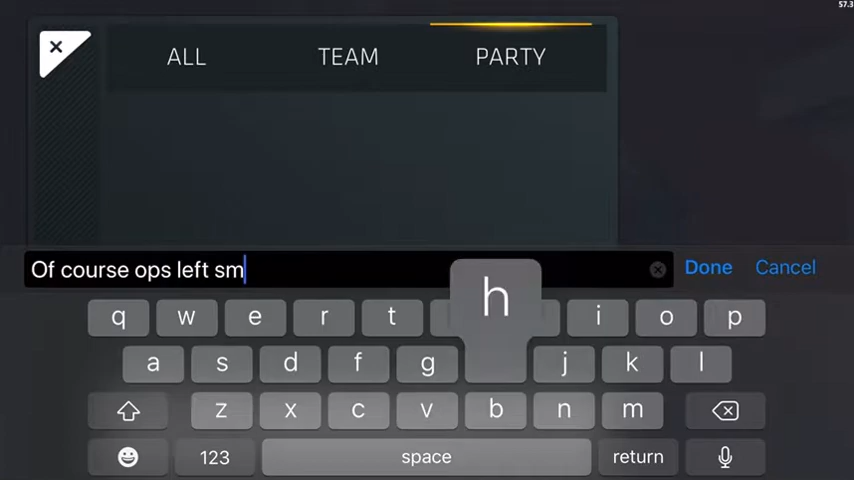 57.3
ALL TEAM PARTY
Of course ops left sm
Done Cancel
h
q w e r t i o p
a s d f g j k l
z x c v b n m
123 space return